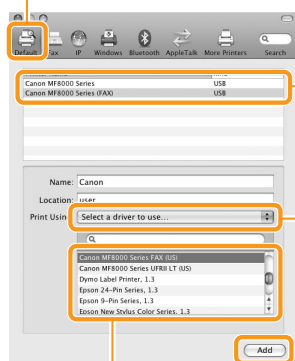 Default Fax IP Windows Bluetooth AppleTalk More Printers Search
Canon MF8000 Series USB
Canon MF8000 Series (FAX) USB
Name: Canon
Location: user
Print Using: Select a driver to use...
Canon MF8000 Series FAX (US)
Canon MF8000 Series UFRII LT (US)
Dymo Label Printer, 1.3
Epson 24-Pin Series, 1.3
Epson 9-Pin Series, 1.3
Epson New Stylus Color Series, 1.3
Add